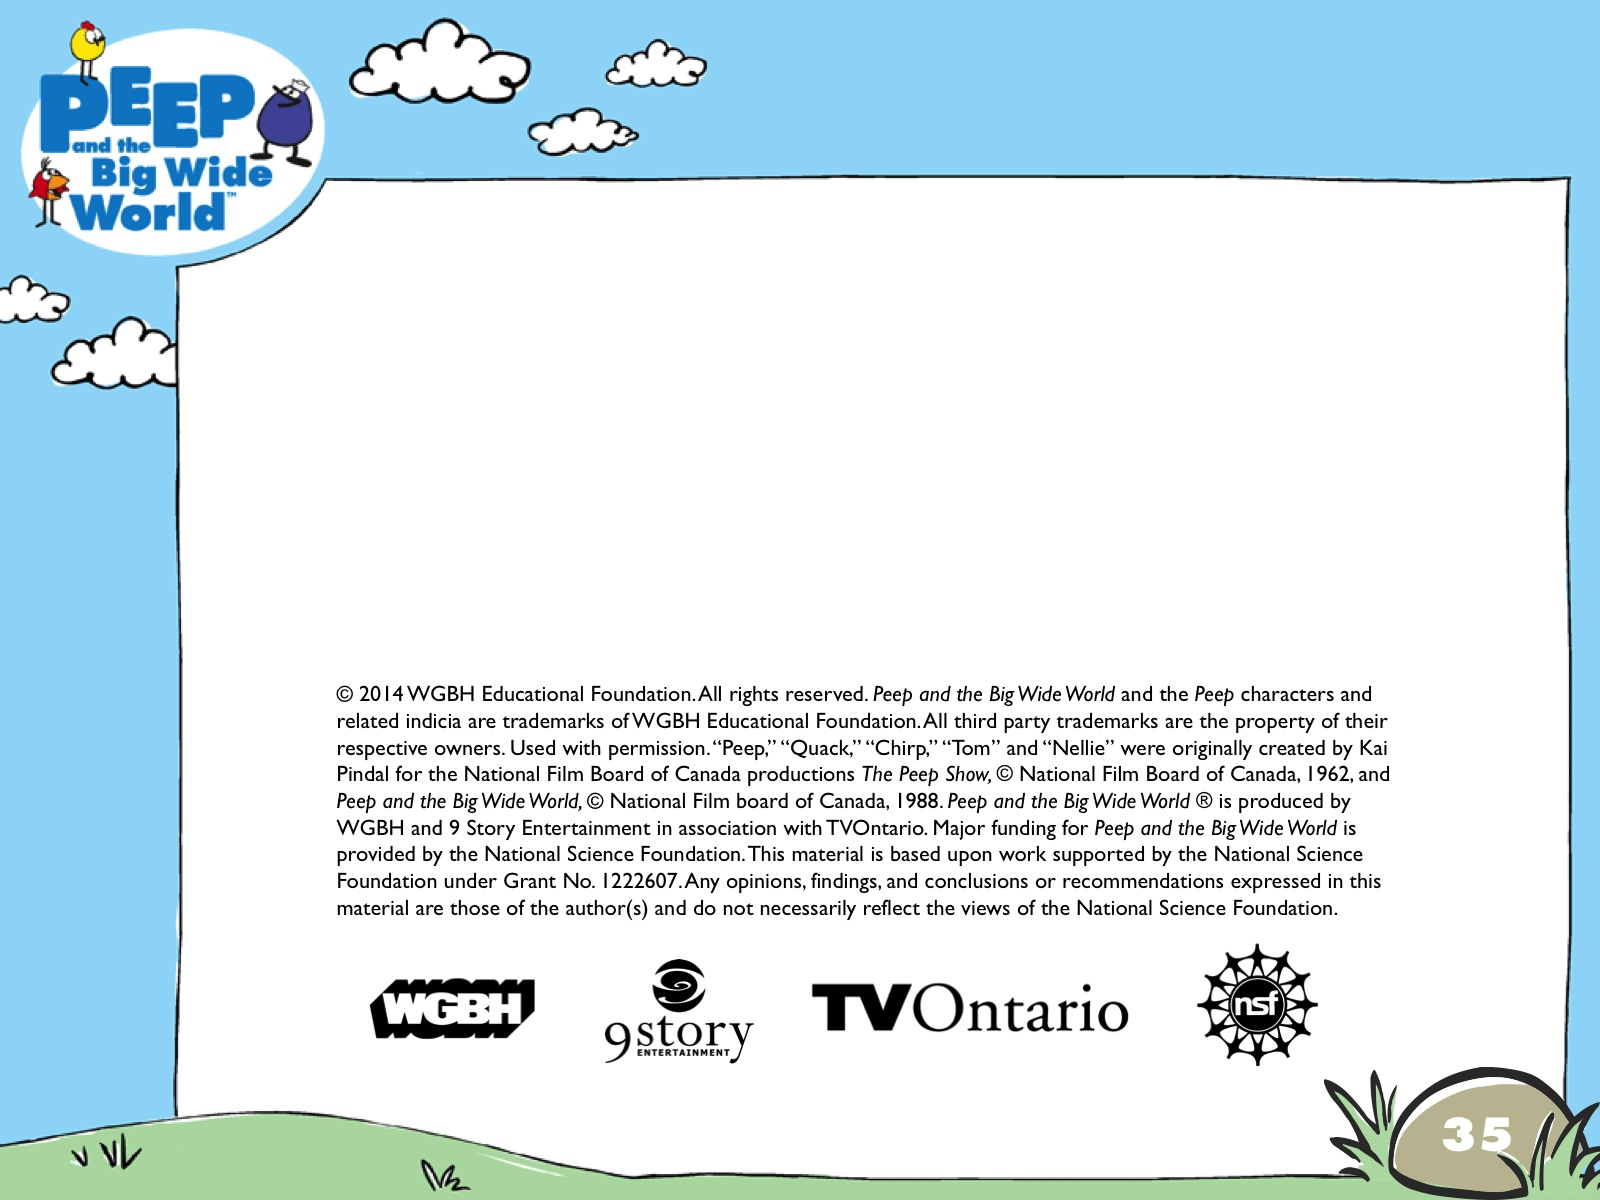 PEEP
and the
Big Wide
World™
© 2014 WGBH Educational Foundation. All rights reserved. Peep and the Big Wide World and the Peep characters and
related indicia are trademarks of WGBH Educational Foundation. All third party trademarks are the property of their
respective owners. Used with permission. “Peep,” “Quack,” “Chirp,” “Tom” and “Nellie” were originally created by Kai
Pindal for the National Film Board of Canada productions The Peep Show, © National Film Board of Canada, 1962, and
Peep and the Big Wide World, © National Film board of Canada, 1988. Peep and the Big Wide World ® is produced by
WGBH and 9 Story Entertainment in association with TVOntario. Major funding for Peep and the Big Wide World is
provided by the National Science Foundation. This material is based upon work supported by the National Science
Foundation under Grant No. 1222607. Any opinions, findings, and conclusions or recommendations expressed in this
material are those of the author(s) and do not necessarily reflect the views of the National Science Foundation.
WGBH
9story
ENTERTAINMENT
TVOntario
nsf
35